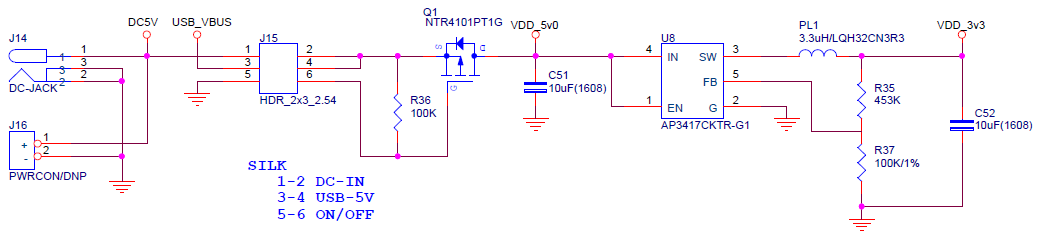 J14
1
3
2
1
3
2
DC-JACK
DC5V
USB_VBUS
J15
1
3
5
2
4
6
HDR_2x3_2.54
J16
+
-
1
2
PWRCON/DNP
SILK
1-2 DC-IN
3-4 USB-5V
5-6 ON/OFF
R36
100K
Q1
NTR4101PT1G
S
G
G
VDD_5v0
C51
10uF(1608)
U8
4
IN
1
EN
SW
3
FB
5
G
2
AP3417CKTR-G1
PL1
3.3uH/LQH32CN3R3
VDD_3v3
R35
453K
R37
100K/1%
C52
10uF(1608)